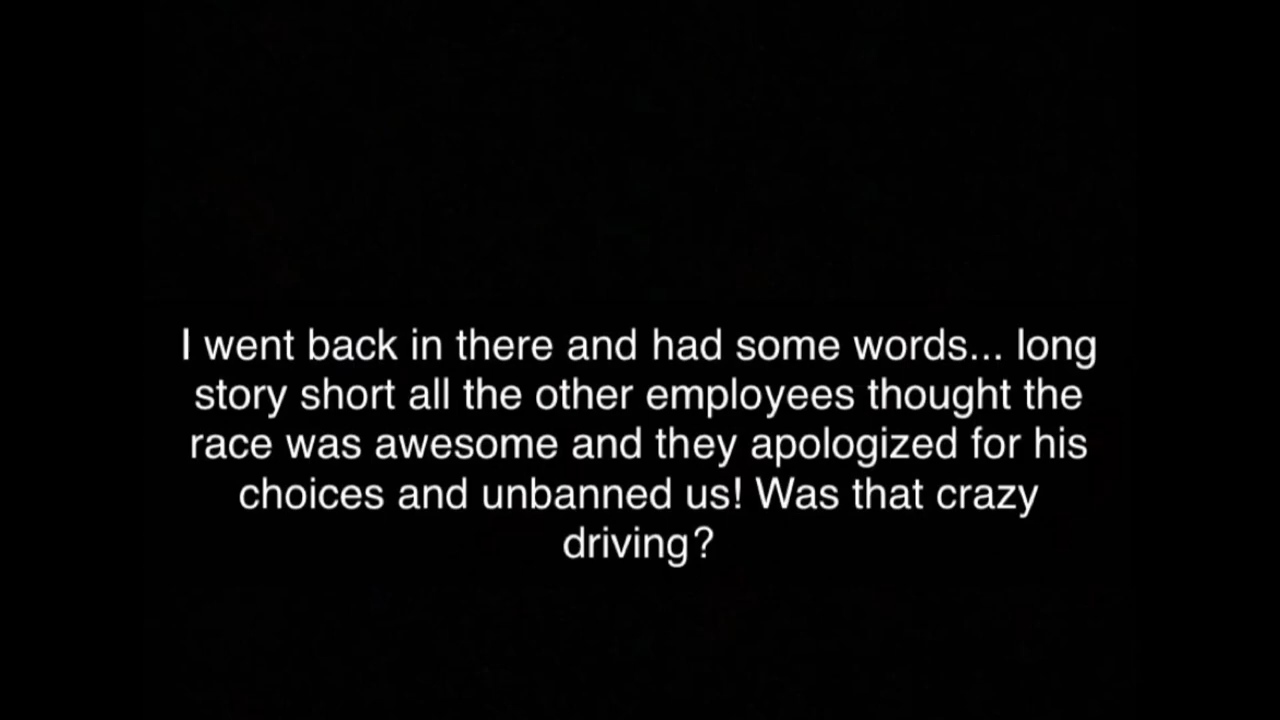 I went back in there and had some words... long
story short all the other employees thought the
race was awesome and they apologized for his
choices and unbanned us! Was that crazy
driving?